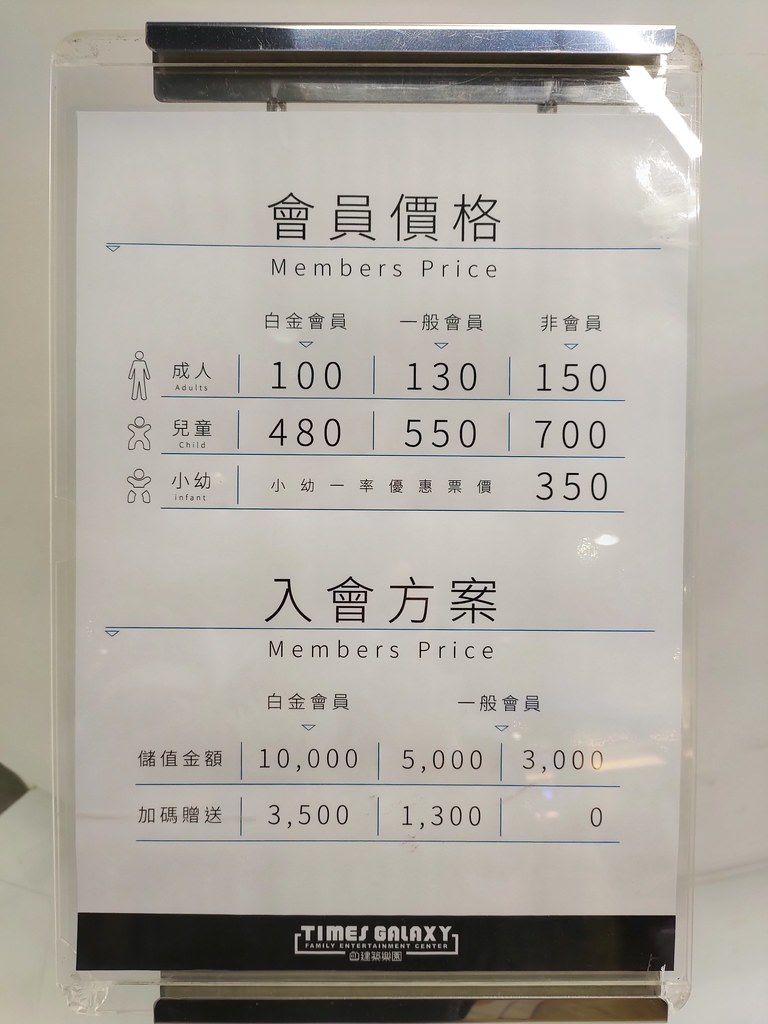 會員價格
Members Price
白金會員 一般會員 非會員
成人 100 130 150
Adults
兒童 480 550 700
Child
小幼 小幼一率優惠票價 350
infant
入會方案
Members Price
白金會員 一般會員
儲值金額 10,000 5,000 3,000
加碼贈送 3,500 1,300 0
TIMES GALAXY
FAMILY ENTERTAINMENT CENTER
建築樂園